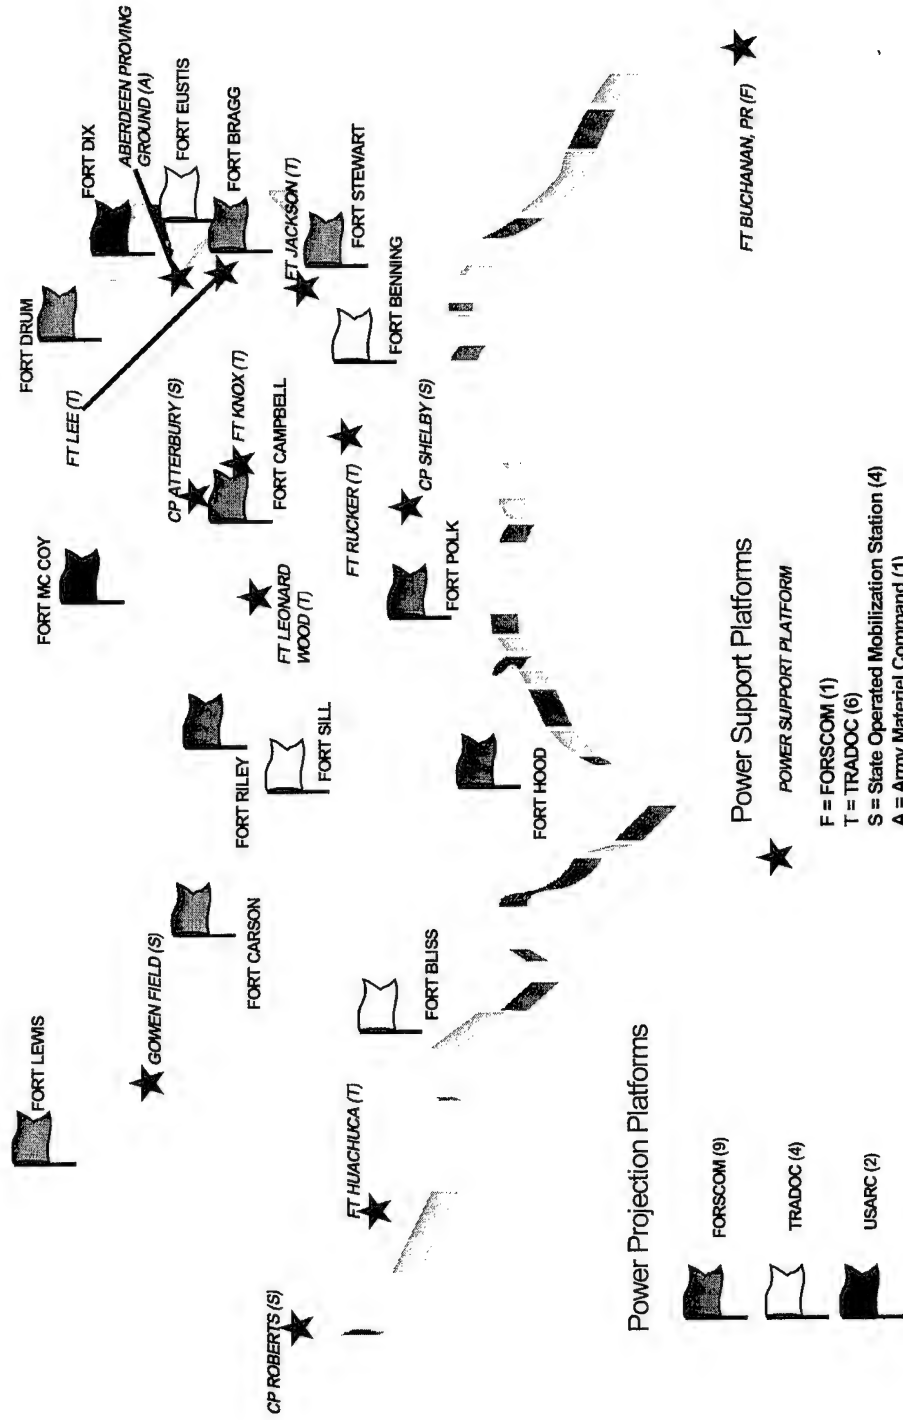 FORT LEWIS
GOWEN FIELD (S)
FORT CARSON
CP ROBERTS (S)
FT HUACHUCA (T)
FORT BLISS
FORT MC COY
FORT RILEY
FORT SILL
FT LEONARD
WOOD (T)
FORT HOOD
FORT POLK
CP SHELBY (S)
FT RUCKER (T)
CP ATTERBURY (S)
FT KNOX (T)
FORT CAMPBELL
FT LEE (T)
FORT DRUM
FORT DIX
ABERDEEN PROVING
GROUND (A)
FORT EUSTIS
FORT BRAGG
FT JACKSON (T)
FORT STEWART
FORT BENNING
FT BUCHANAN, PR (F)
Power Projection Platforms
FORSCOM (9)
TRADOC (4)
USARC (2)
Power Support Platforms
POWER SUPPORT PLATFORM
F = FORSCOM (1)
T = TRADOC (6)
S = State Operated Mobilization Station (4)
A = Army Materiel Command (1)